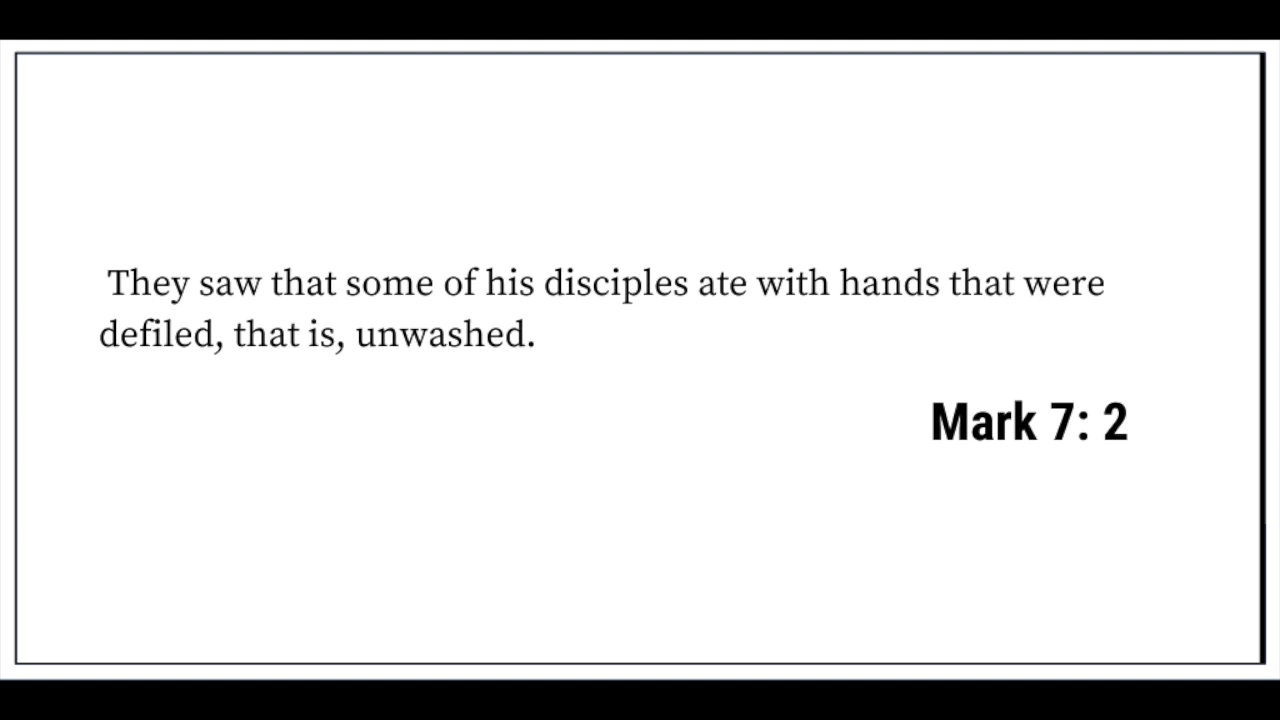 They saw that some of his disciples ate with hands that were
defiled, that is, unwashed.
Mark 7: 2